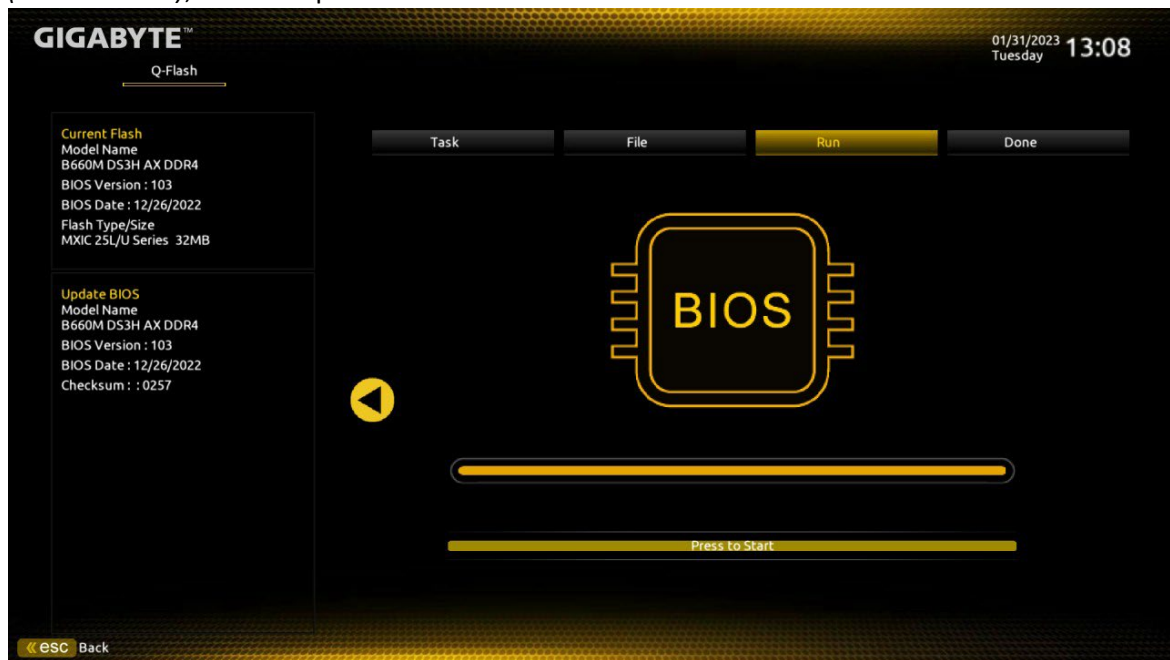 GIGABYTE™
01/31/2023
Tuesday
13:08
Q-Flash
Current Flash
Model Name
B660M DS3H AX DDR4
BIOS Version : 103
BIOS Date : 12/26/2022
Flash Type/Size
MXIC 25L/U Series 32MB
Update BIOS
Model Name
B660M DS3H AX DDR4
BIOS Version : 103
BIOS Date : 12/26/2022
Checksum : : 0257
Task
File
Run
Done
BIOS
Press to Start
esc Back